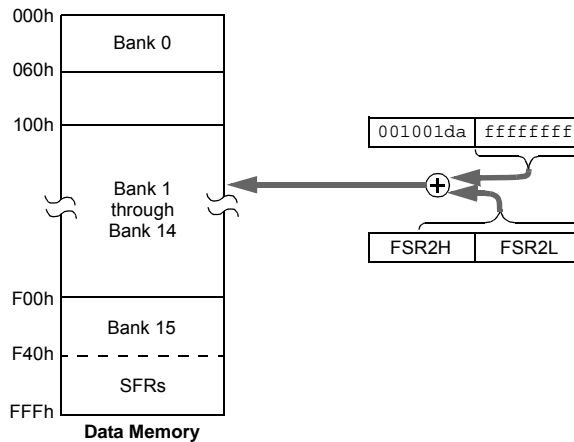 000h
Bank 0
060h
100h
001001da ffffffff
Bank 1
through
Bank 14
FSR2H FSR2L
F00h
Bank 15
F40h
SFRs
FFFh
Data Memory